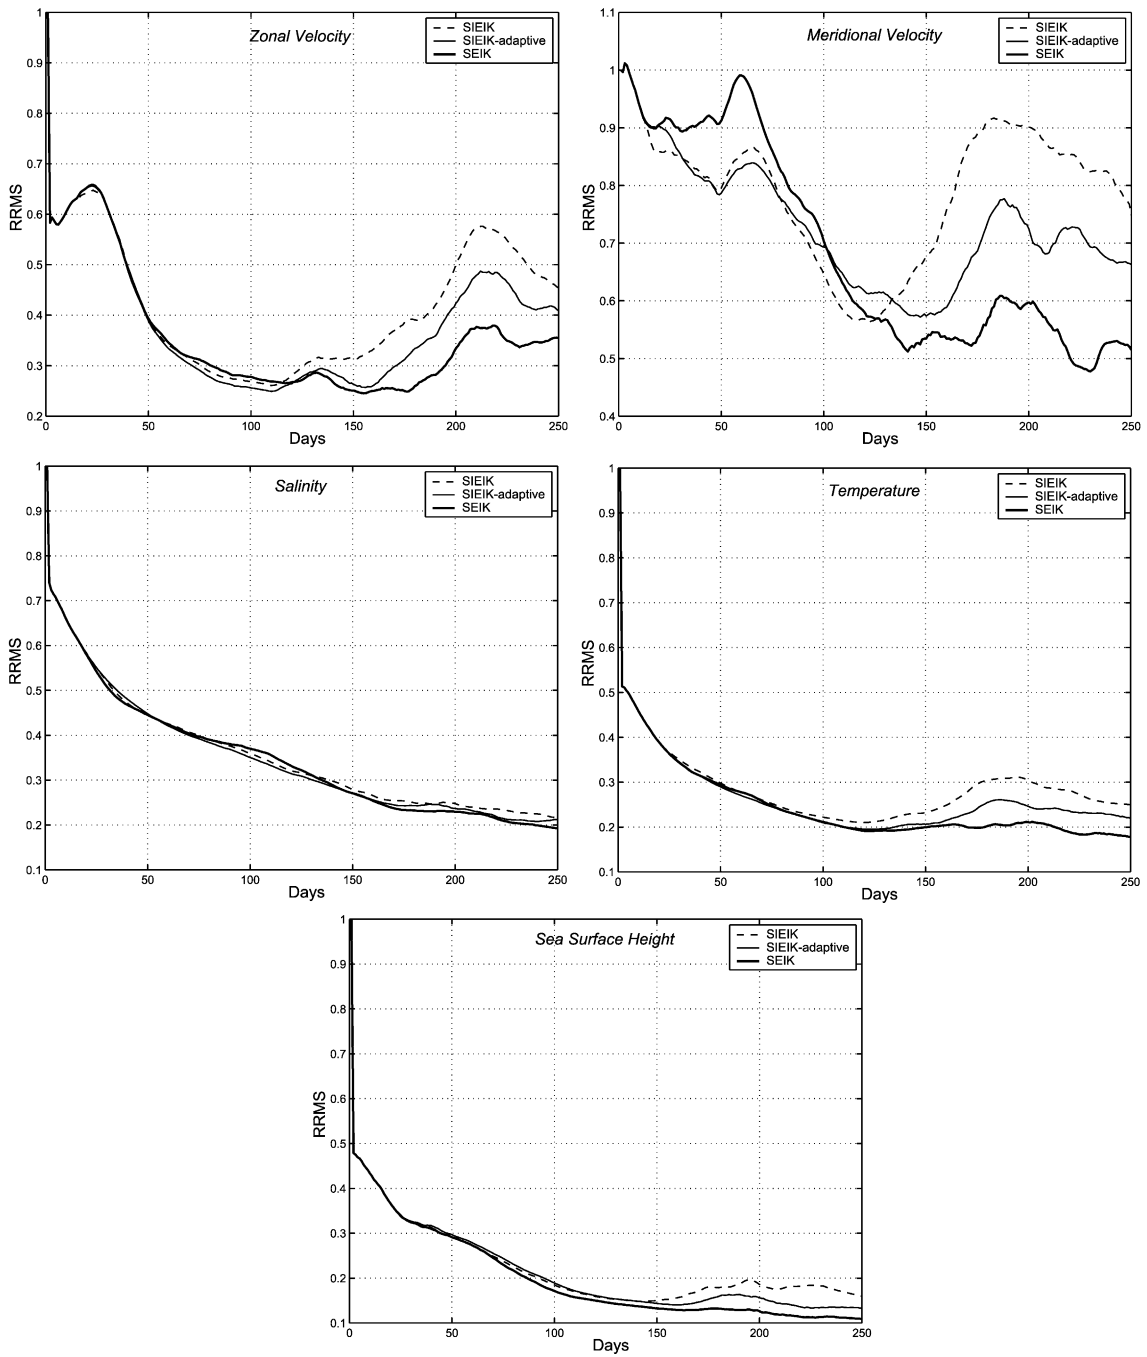 Zonal Velocity
SIEIK
SIEIK-adaptive
SEIK
1
0.9
0.8
0.7
0.6
0.5
0.4
0.3
0.2
RRMS
0 50 100 150 200 250
Days
Meridional Velocity
SIEIK
SIEIK-adaptive
SEIK
1.1
1
0.9
0.8
0.7
0.6
0.5
0.4
RRMS
0 50 100 150 200 250
Days
Salinity
SIEIK
SIEIK-adaptive
SEIK
1
0.9
0.8
0.7
0.6
0.5
0.4
0.3
0.2
0.1
RRMS
0 50 100 150 200 250
Days
Temperature
SIEIK
SIEIK-adaptive
SEIK
1
0.9
0.8
0.7
0.6
0.5
0.4
0.3
0.2
0.1
RRMS
0 50 100 150 200 250
Days
Sea Surface Height
SIEIK
SIEIK-adaptive
SEIK
1
0.9
0.8
0.7
0.6
0.5
0.4
0.3
0.2
0.1
RRMS
0 50 100 150 200 250
Days